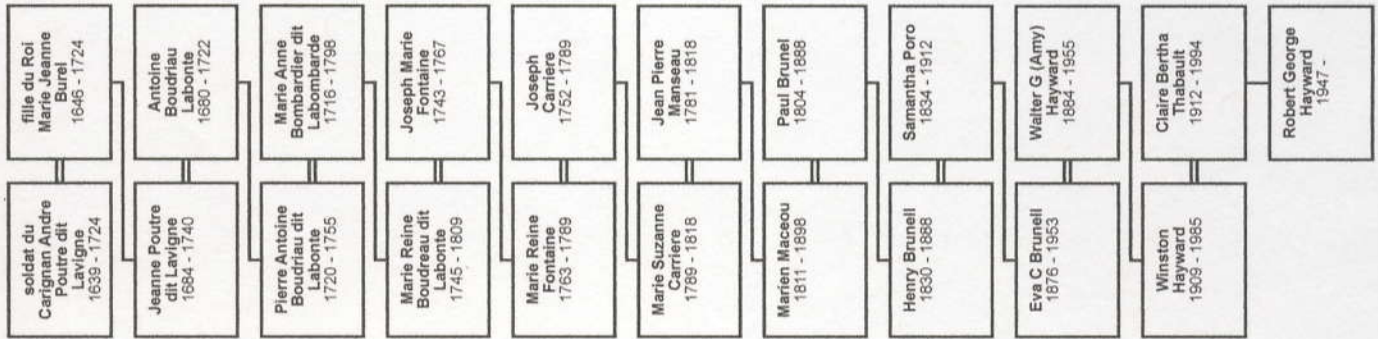 soldat du
Carignan Andre
Poutre dit
Lavigne
1639 - 1724
fille du Roi
Marie Jeanne
Burel
1646 - 1724
Jeanne Poutre
dit Lavigne
1684 - 1740
Antoine
Boudriau
Labonte
1680 - 1722
Pierre Antoine
Boudriau dit
Labonte
1720 - 1755
Marie Anne
Bombardier dit
Labombarde
1716 - 1798
Marie Reine
Boudreau dit
Labonte
1745 - 1809
Joseph Marie
Fontaine
1743 - 1767
Marie Reine
Fontaine
1763 - 1789
Joseph
Carriere
1752 - 1789
Marie Suzanne
Carriere
1789 - 1818
Jean Pierre
Manseau
1781 - 1818
Marien Maceou
1811 - 1898
Paul Brunel
1804 - 1888
Henry Brunell
1830 - 1888
Samantha Poro
1834 - 1912
Eva C Brunell
1876 - 1953
Walter G (Amy)
Hayward
1884 - 1955
Winston
Hayward
1909 - 1985
Claire Bertha
Thabault
1912 - 1994
Robert George
Hayward
1947 -